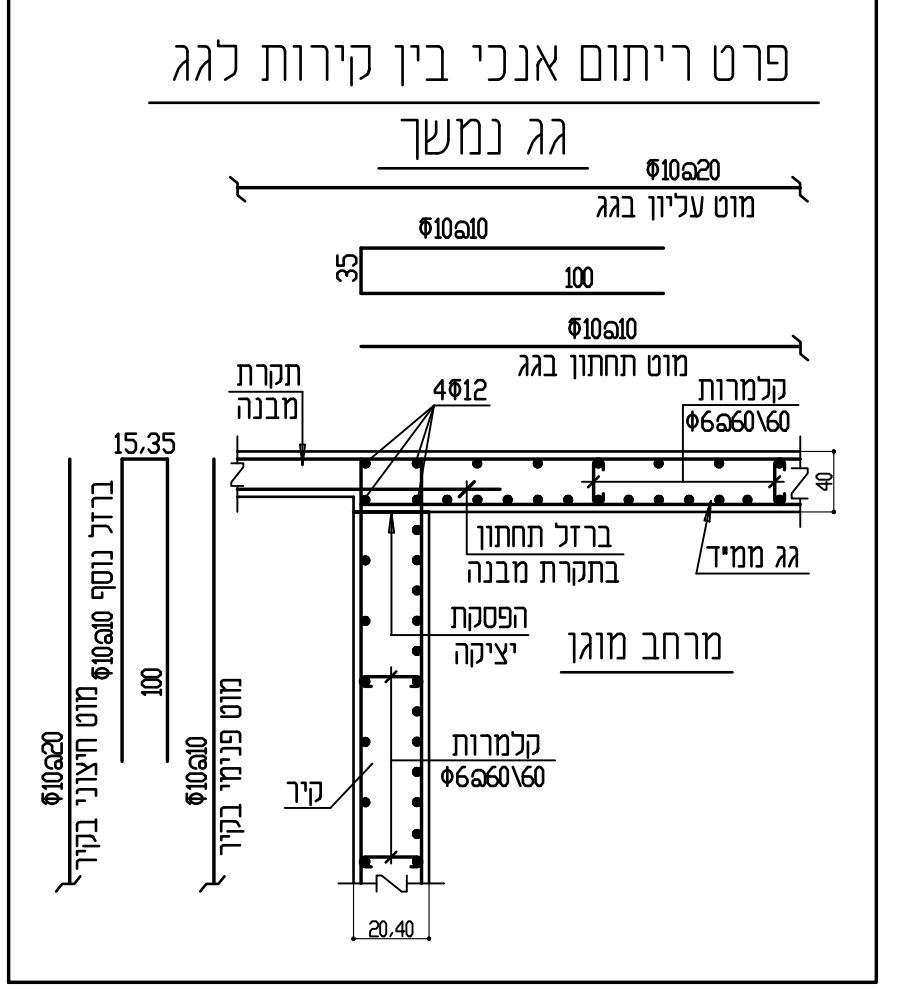 פרט ריתום אנכי בין קירות לגג
גג נמשך
Φ10@20
מוט עליון בגג
Φ10@10
35
100
Φ10@10
מוט תחתון בגג
תקרת
מבנה
4Φ12
קלמרות
Φ6@60\60
15,35
40
ברזל תחתון
בתקרת מבנה
גג ממ"ד
הפסקת
יציקה
מרחב מוגן
ברזל נוסף Φ10@10
100
Φ10@20
מוט חיצוני בקיר
Φ10@10
מוט פנימי בקיר
קלמרות
Φ6@60\60
קיר
20,40